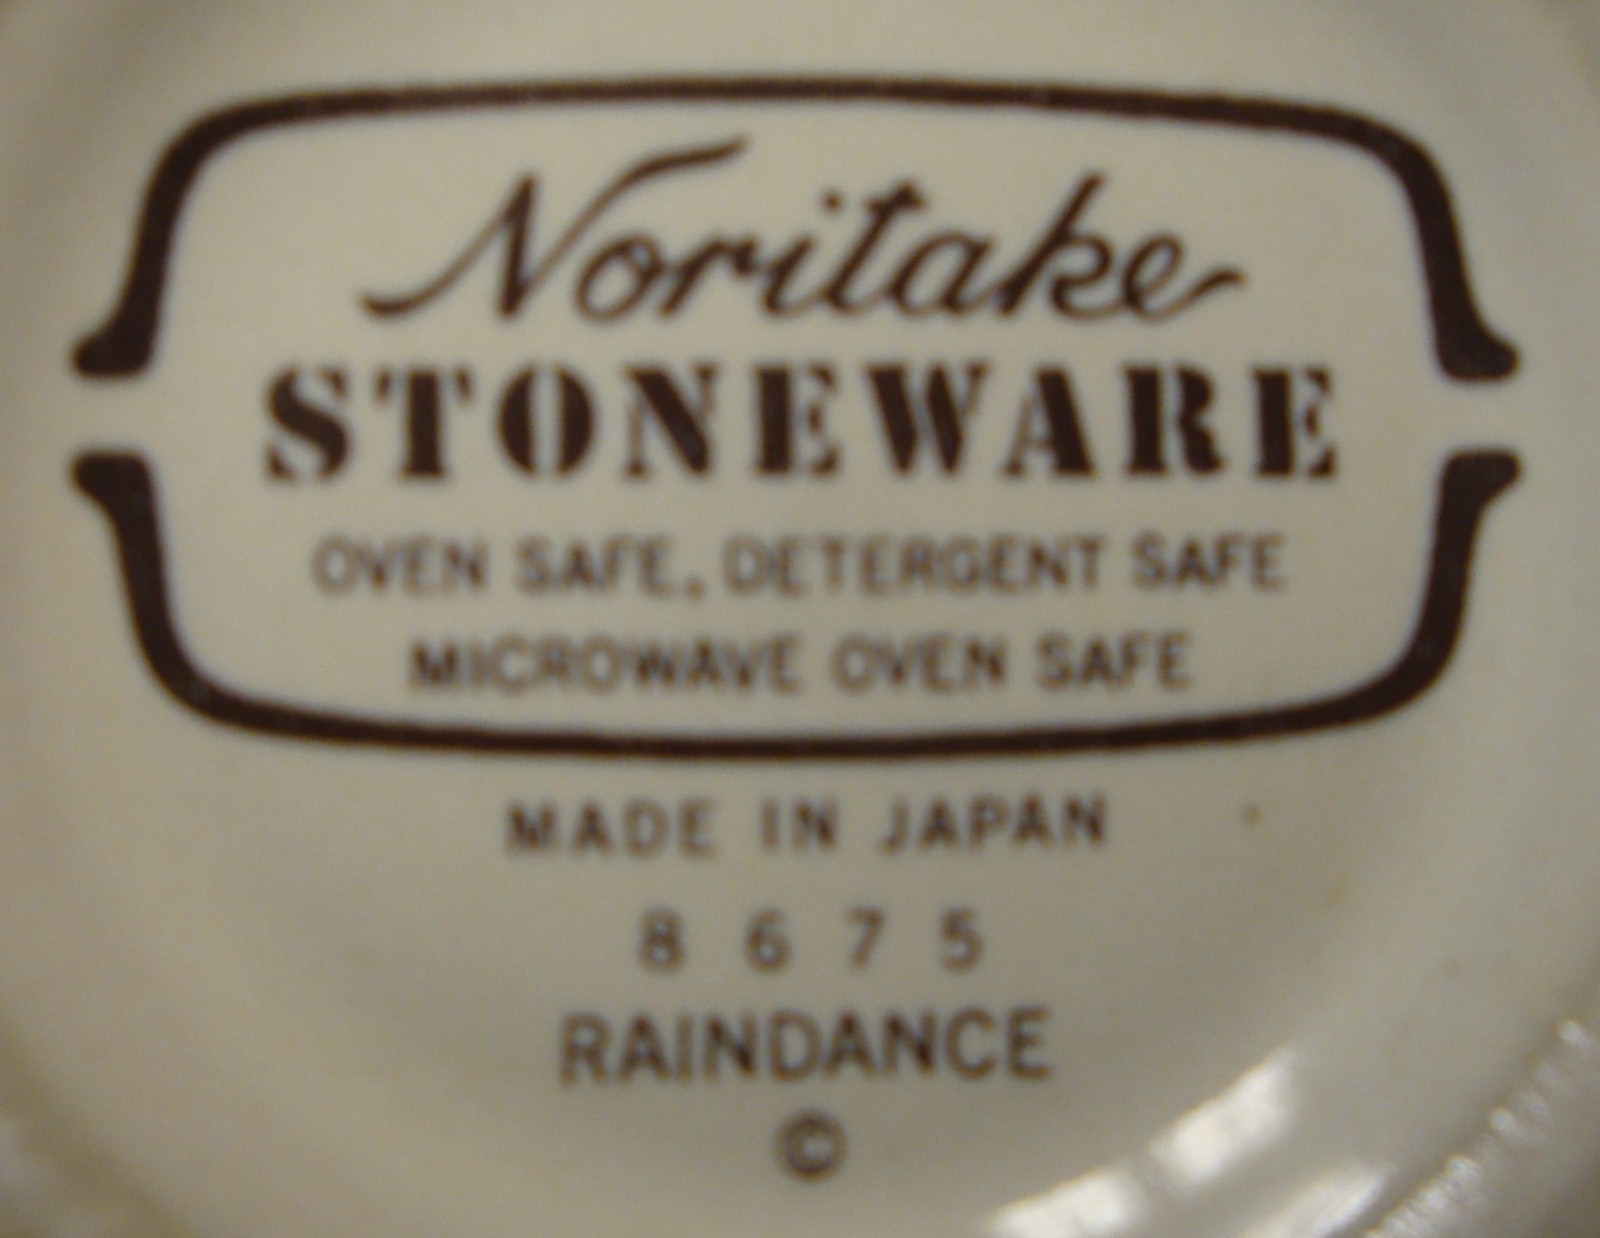 Noritake
STONEWARE
OVEN SAFE, DETERGENT SAFE
MICROWAVE OVEN SAFE
MADE IN JAPAN
8675
RAINDANCE
©